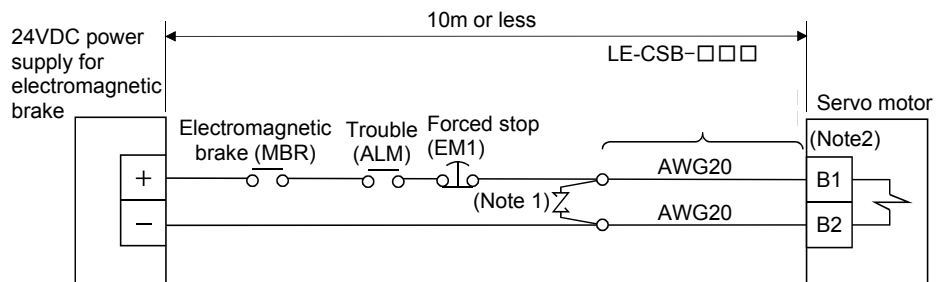 10m or less
24VDC power
supply for
electromagnetic
brake
LE-CSB-□□□
Servo motor
Electromagnetic
brake (MBR)
Trouble
(ALM)
Forced stop
(EM1)
(Note2)
+
AWG20
B1
(Note 1)
−
AWG20
B2